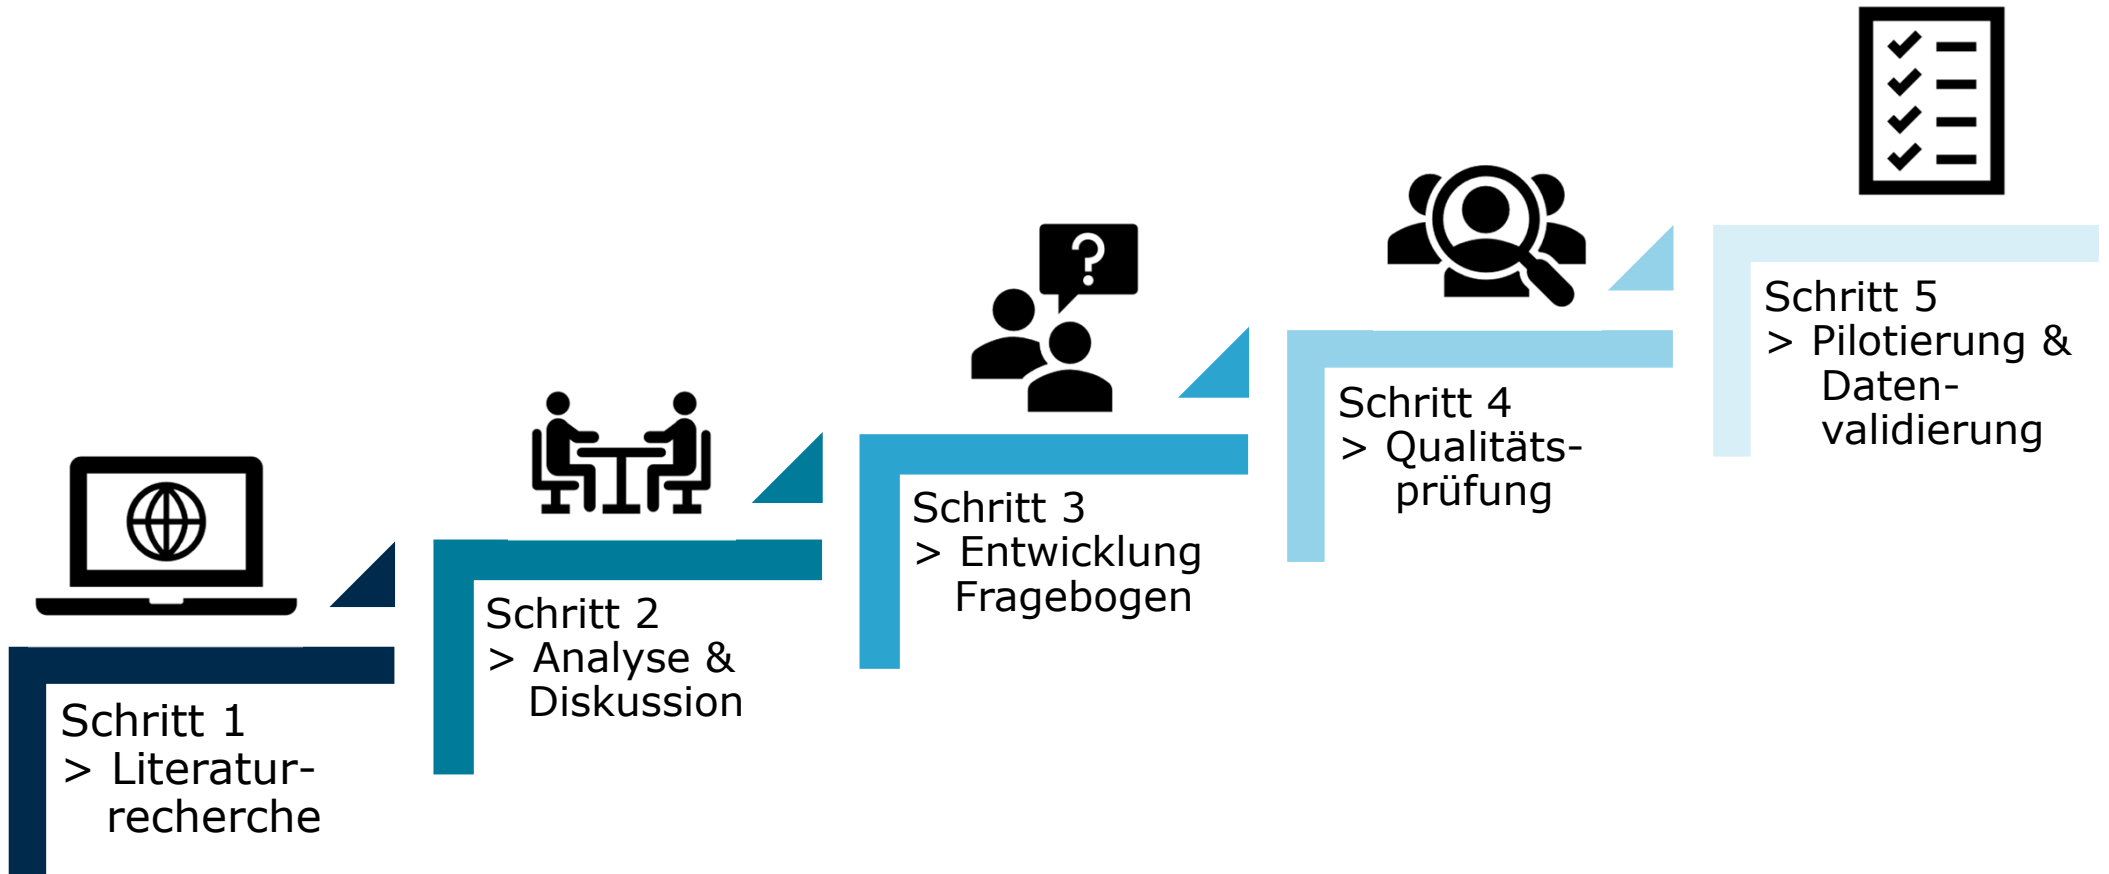 Schritt 1
> Literatur-
recherche
Schritt 2
> Analyse &
Diskussion
Schritt 3
> Entwicklung
Fragebogen
Schritt 4
> Qualitäts-
prüfung
Schritt 5
> Pilotierung &
Daten-
validierung
?